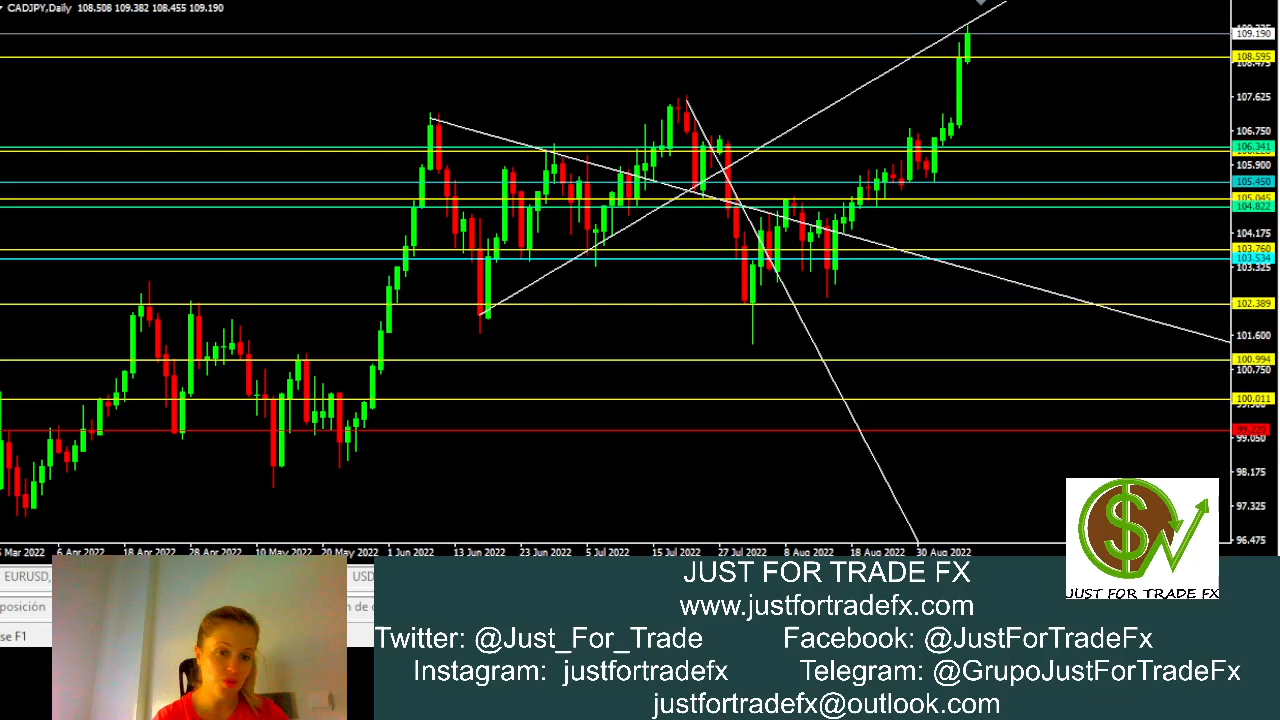 CADJPY,Daily 108.508 109.382 108.455 109.190
109.190
108.595
107.625
106.750
106.341
105.900
105.450
104.822
104.175
103.760
103.534
103.325
102.389
101.600
100.994
100.750
100.011
99.050
98.175
97.325
96.475
Mar 2022 6 Apr 2022 18 Apr 2022 28 Apr 2022 10 May 2022 20 May 2022 1 Jun 2022 13 Jun 2022 23 Jun 2022 5 Jul 2022 15 Jul 2022 27 Jul 2022 8 Aug 2022 18 Aug 2022 30 Aug 2022
JUST FOR TRADE FX
EURUSD, USD
posición n de c
se F1
JUST FOR TRADE FX
www.justfortradefx.com
Twitter: @Just_For_Trade Facebook: @JustForTradeFx
Instagram: justfortradefx Telegram: @GrupoJustForTradeFx
justfortradefx@outlook.com